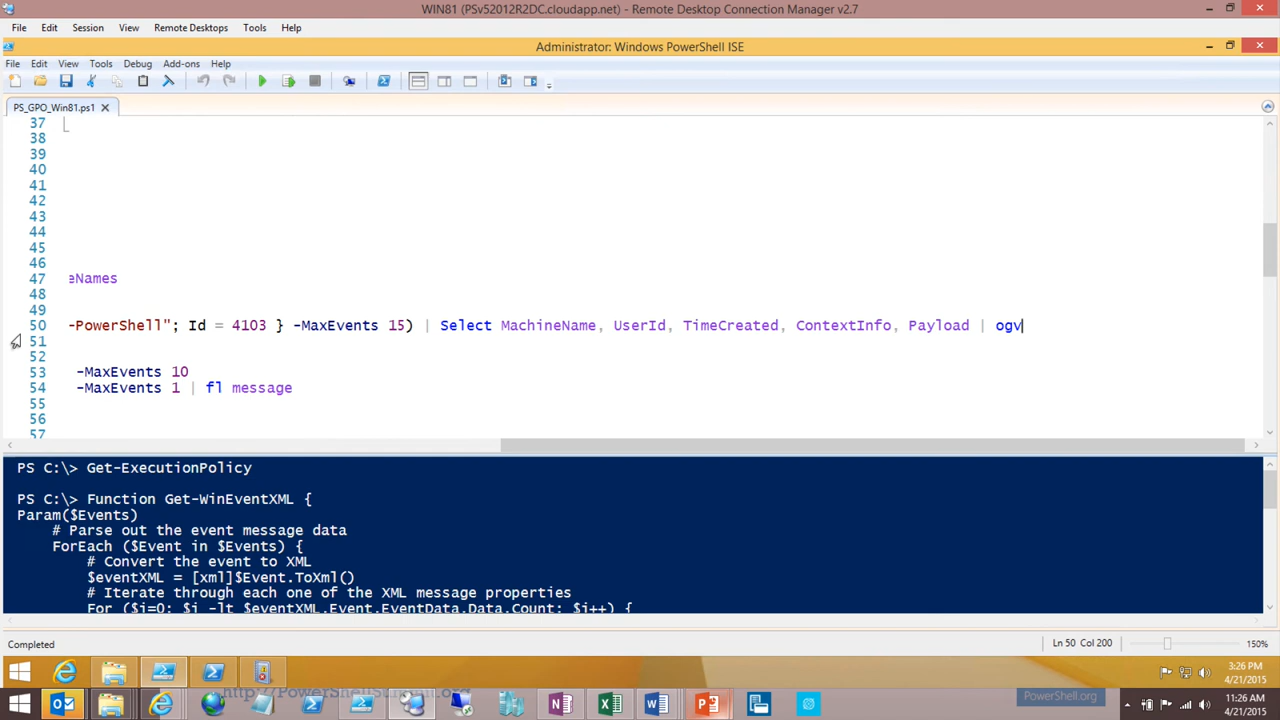 WIN81 (PSv52012R2DC.cloudapp.net) - Remote Desktop Connection Manager v2.7
File Edit Session View Remote Desktops Tools Help
Administrator: Windows PowerShell ISE
File Edit View Tools Debug Add-ons Help
PS_GPO_Win81.ps1
37
38
39
40
41
42
43
44
45
46
47 eNames
48
49
50 -PowerShell"; Id = 4103 } -MaxEvents 15) | Select MachineName, UserId, TimeCreated, ContextInfo, Payload | ogv
51
52
53 -MaxEvents 10
54 -MaxEvents 1 | fl message
55
56
57
PS C:\> Get-ExecutionPolicy
PS C:\> Function Get-WinEventXML {
Param($Events)
# Parse out the event message data
ForEach ($Event in $Events) {
# Convert the event to XML
$eventXML = [xml]$Event.ToXml()
# Iterate through each one of the XML message properties
For ($i=0; $i -lt $eventXML.Event.EventData.Data.Count; $i++) {
Completed Ln 50 Col 200 150%
3:26 PM
4/21/2015
http://PowerShellSummit.org
PowerShell.org
11:26 AM
4/21/2015